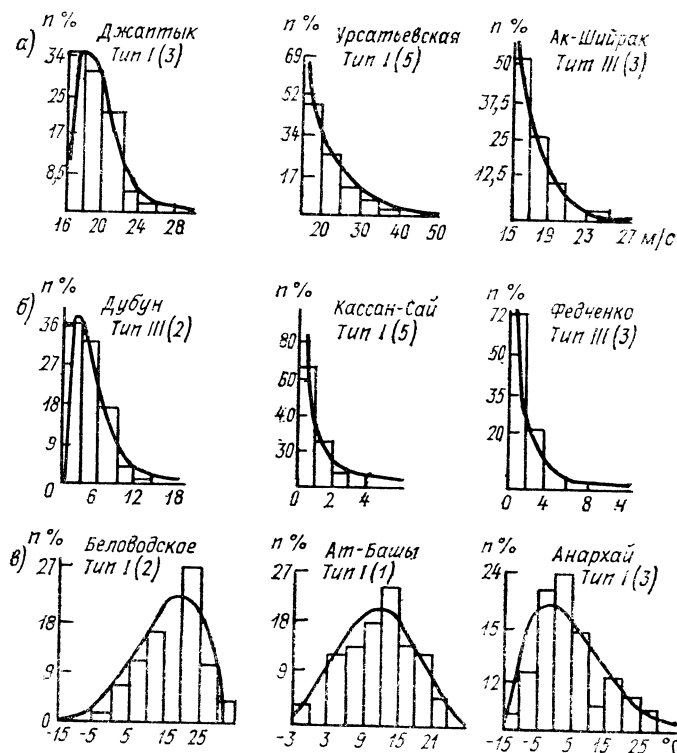 а)
n %
Джаптык
Тип I (3)
34
26
17
8,5
16 20 24 28
n %
Урсатьевская
Тип I (5)
69
52
34
17
20 30 40 50
n %
Ак-Шийрак
Тит III (3)
50
37,5
25
12,5
15 19 23 27 м/с
б)
n %
Дубун
Тип III (2)
36
27
18
9
0
6 12 18
n %
Кассан-Сай
Тип I (5)
80
60
40
30
0 2 4
n %
Федченко
Тип III (3)
72
50
35
20
0 4 8 ч
в)
n %
Беловодское
Тип I (2)
27
18
9
0
-15 -5 5 15 25
n %
Ат-Башы
Тип I (1)
27
18
9
-3 3 9 15 21
n %
Анархай
Тип I (3)
24
15
12
-15 -5 5 15 25 °C